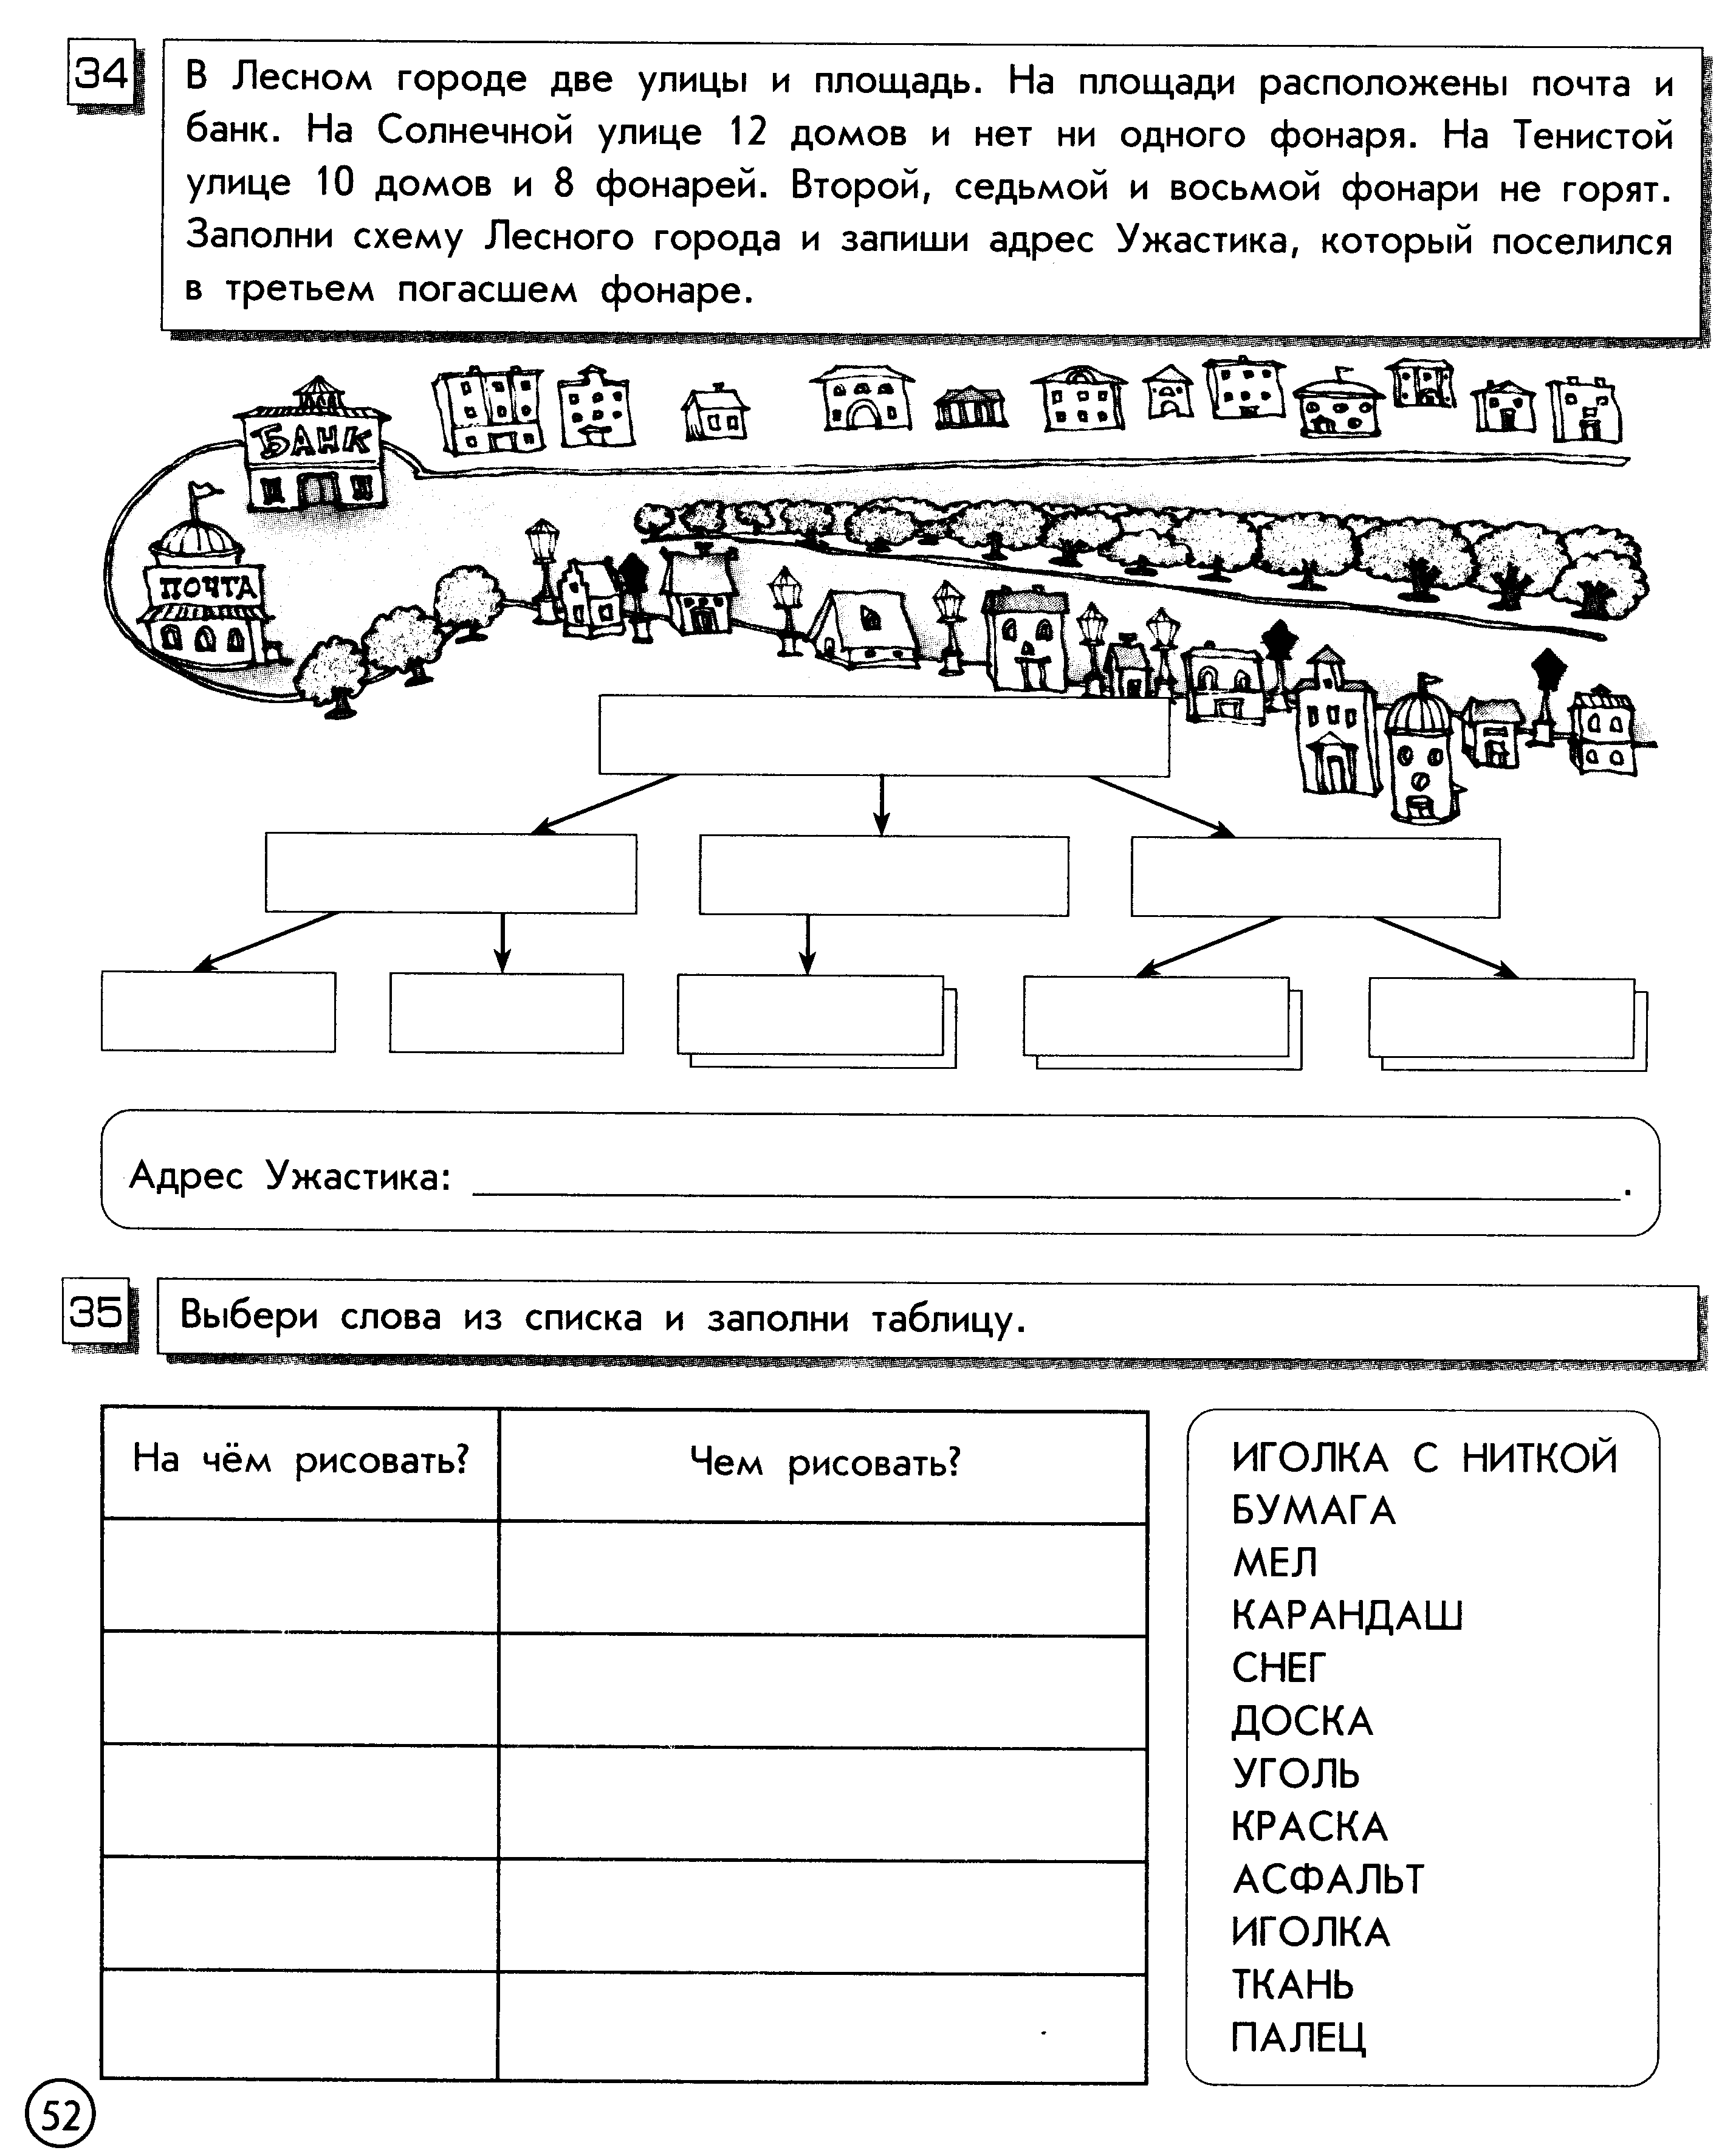 34
В Лесном городе две улицы и площадь. На площади расположены почта и
банк. На Солнечной улице 12 домов и нет ни одного фонаря. На Тенистой
улице 10 домов и 8 фонарей. Второй, седьмой и восьмой фонари не горят.
Заполни схему Лесного города и запиши адрес Ужастика, который поселился
в третьем погасшем фонаре.
БАНК
ПОЧТА
Адрес Ужастика: .
35
Выбери слова из списка и заполни таблицу.
На чём рисовать?
Чем рисовать?
ИГОЛКА С НИТКОЙ
БУМАГА
МЕЛ
КАРАНДАШ
СНЕГ
ДОСКА
УГОЛЬ
КРАСКА
АСФАЛЬТ
ИГОЛКА
ТКАНЬ
ПАЛЕЦ
52